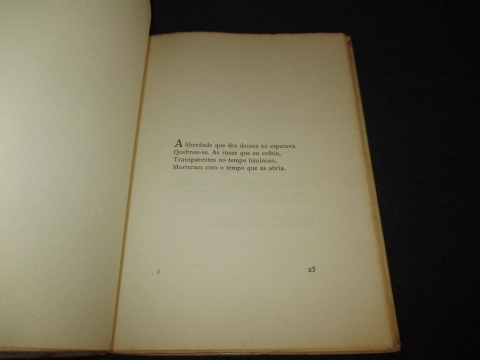 A liberdade que dos deuses eu esperava
Quebrou-se. As rosas que eu colhia,
Transparentes no tempo luminoso,
Morreram com o tempo que as abria.
3
25